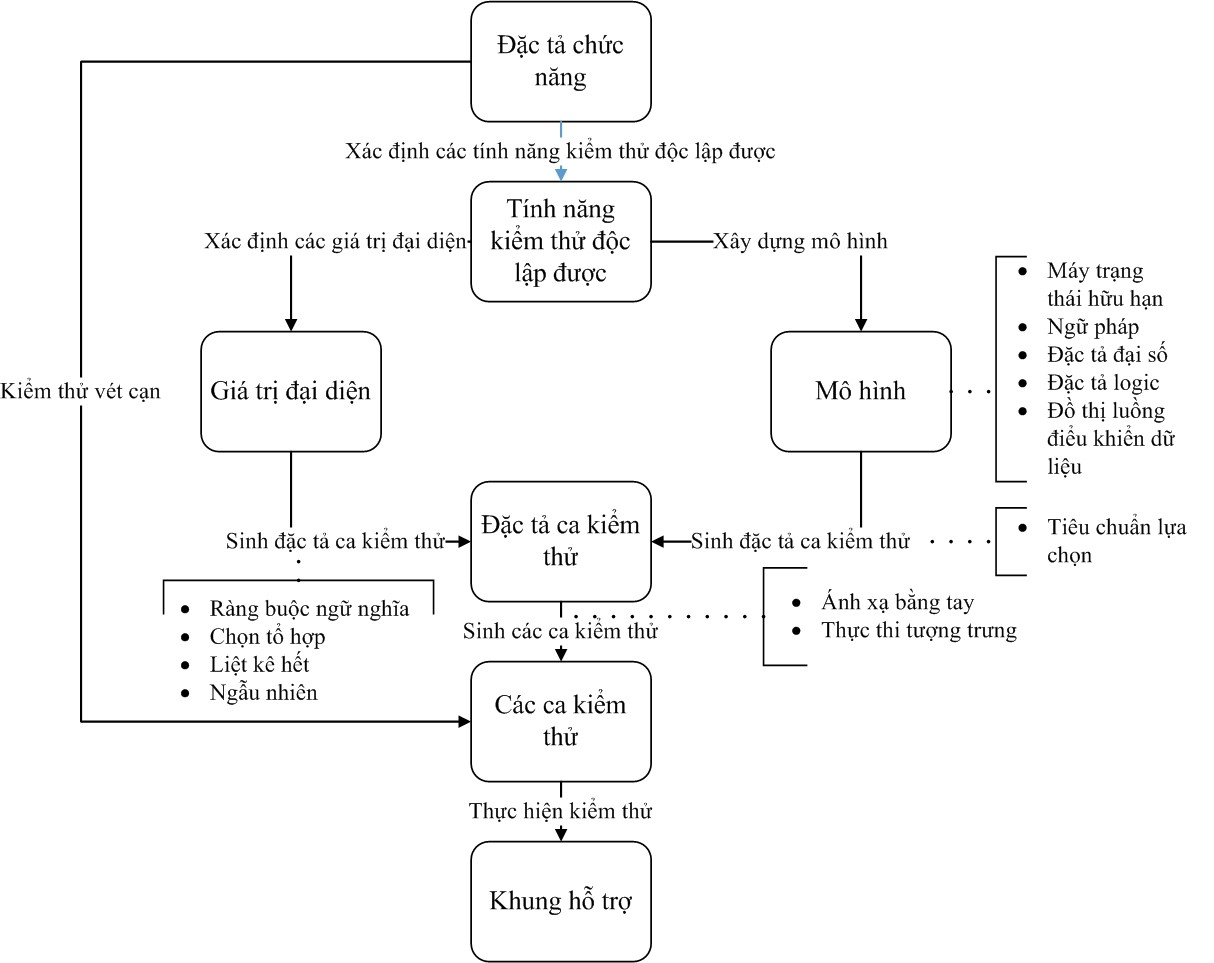 Đặc tả chức
năng
Xác định các tính năng kiểm thử độc lập được
Tính năng
kiểm thử độc
lập được
Xác định các giá trị đại diện
Xây dựng mô hình
• Máy trạng
thái hữu hạn
• Ngữ pháp
• Đặc tả đại số
• Đặc tả logic
• Đồ thị luồng
điểu khiển dữ
liệu
Kiểm thử vét cạn
Giá trị đại diện
Mô hình
Đặc tả ca kiểm
thử
Sinh đặc tả ca kiểm thử
Sinh đặc tả ca kiểm thử
• Tiêu chuẩn lựa
chọn
• Ràng buộc ngữ nghĩa
• Chọn tổ hợp
• Liệt kê hết
• Ngẫu nhiên
• Ánh xạ bằng tay
• Thực thi tượng trưng
Sinh các ca kiểm thử
Các ca kiểm
thử
Thực hiện kiểm thử
Khung hỗ trợ